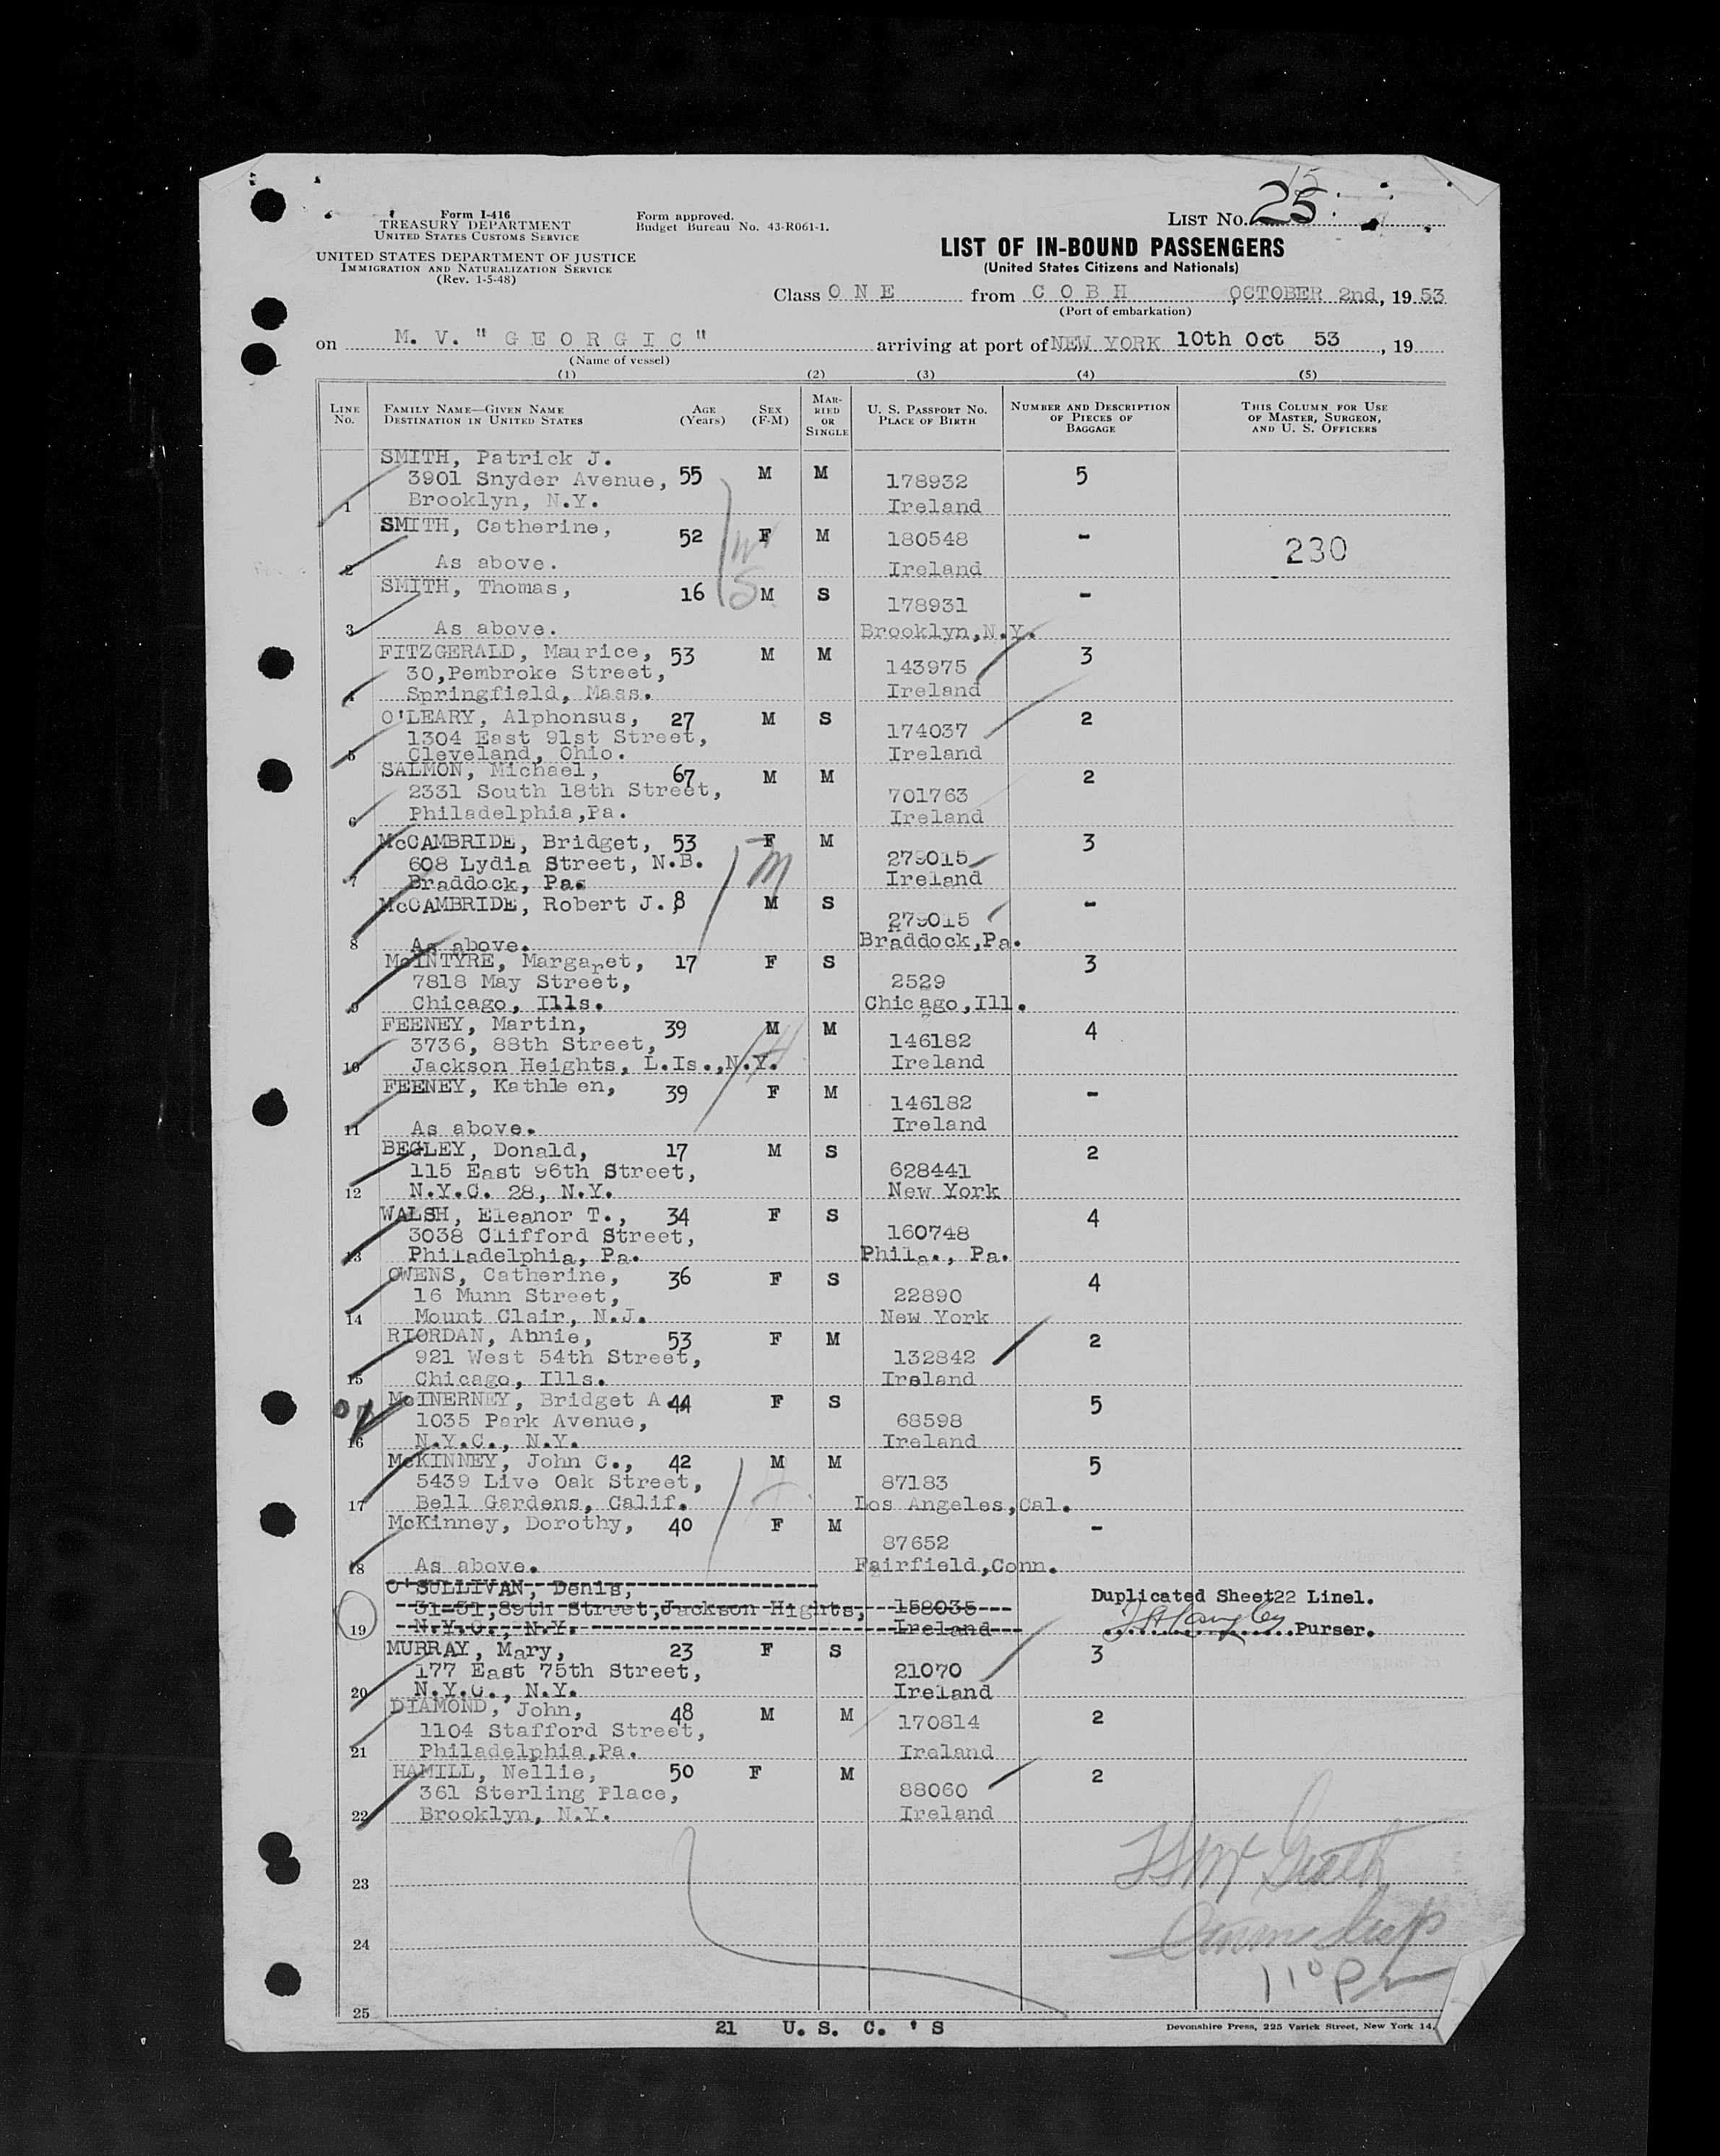 Form I-416
TREASURY DEPARTMENT
UNITED STATES CUSTOMS SERVICE
UNITED STATES DEPARTMENT OF JUSTICE
IMMIGRATION AND NATURALIZATION SERVICE
(Rev. 1-5-48)
Form approved.
Budget Bureau No. 43-R061-1.
LIST No. 25
LIST OF IN-BOUND PASSENGERS
(United States Citizens and Nationals)
Class O N E from C O B H , OCTOBER 2nd, 19 53
(Port of embarkation)
on M. V. " G E O R G I C " arriving at port of NEW YORK 10th Oct 53 , 19
(Name of vessel)
(1) (2) (3) (4) (5)
LINE No. FAMILY NAME—GIVEN NAME DESTINATION IN UNITED STATES AGE (Years) SEX (F-M) MARRIED OR SINGLE U. S. PASSPORT No. PLACE OF BIRTH NUMBER AND DESCRIPTION OF PIECES OF BAGGAGE THIS COLUMN FOR USE OF MASTER, SURGEON, AND U. S. OFFICERS
SMITH, Patrick J.
3901 Snyder Avenue, 55 M M 178932 5
1 Brooklyn, N.Y. Ireland
SMITH, Catherine, 52 F M 180548 - 230
2 As above. Ireland
SMITH, Thomas, 16 M S 178931 -
3 As above. Brooklyn,N.Y.
FITZGERALD, Maurice, 53 M M 143975 3
30,Pembroke Street,
4 Springfield, Mass. Ireland
O'LEARY, Alphonsus, 27 M S 174037 2
1304 East 91st Street,
5 Cleveland, Ohio. Ireland
SALMON, Michael, 67 M M 701763 2
2331 South 18th Street,
6 Philadelphia,Pa. Ireland
McCAMBRIDE, Bridget, 53 F M 279015 3
608 Lydia Street, N.B.
7 Braddock, Pa. Ireland
McCAMBRIDE, Robert J. 8 M S 279015 -
8 As above. Braddock,Pa.
McINTYRE, Margaret, 17 F S 2529 3
7818 May Street,
9 Chicago, Ills. Chicago,Ill.
FEENEY, Martin, 39 M M 146182 4
3736, 88th Street,
10 Jackson Heights, L.Is.,N.Y. Ireland
FEENEY, Kathleen, 39 F M 146182 -
11 As above. Ireland
BEGLEY, Donald, 17 M S 628441 2
115 East 96th Street,
12 N.Y.C. 28, N.Y. New York
WALSH, Eleanor T., 34 F S 160748 4
3038 Clifford Street,
13 Philadelphia, Pa. Phila., Pa.
OWENS, Catherine, 36 F S 22890 4
16 Munn Street,
14 Mount Clair, N.J. New York
RIORDAN, Abnie, 53 F M 132842 2
921 West 54th Street,
15 Chicago, Ills. Ireland
McINERNEY, Bridget A. 44 F S 68598 5
1035 Park Avenue,
16 N.Y.C., N.Y. Ireland
McKINNEY, John C., 42 M M 87183 5
5439 Live Oak Street,
17 Bell Gardens, Calif. Los Angeles,Cal.
McKinney, Dorothy, 40 F M 87652 -
18 As above. Fairfield,Conn.
O'SULLIVAN, Denis, Duplicated Sheet22 Line1.
31-31,89th Street,Jackson Hights, 158035
19 N.Y.C., N.Y. Ireland Purser.
MURRAY, Mary, 23 F S 21070 3
177 East 75th Street,
20 N.Y.C., N.Y. Ireland
DIAMOND, John, 48 M M 170814 2
1104 Stafford Street,
21 Philadelphia,Pa. Ireland
HAMILL, Nellie, 50 F M 88060 2
361 Sterling Place,
22 Brooklyn, N.Y. Ireland
23
24
25
21 U. S. C. ' S
Devonshire Press, 225 Varick Street, New York 14,